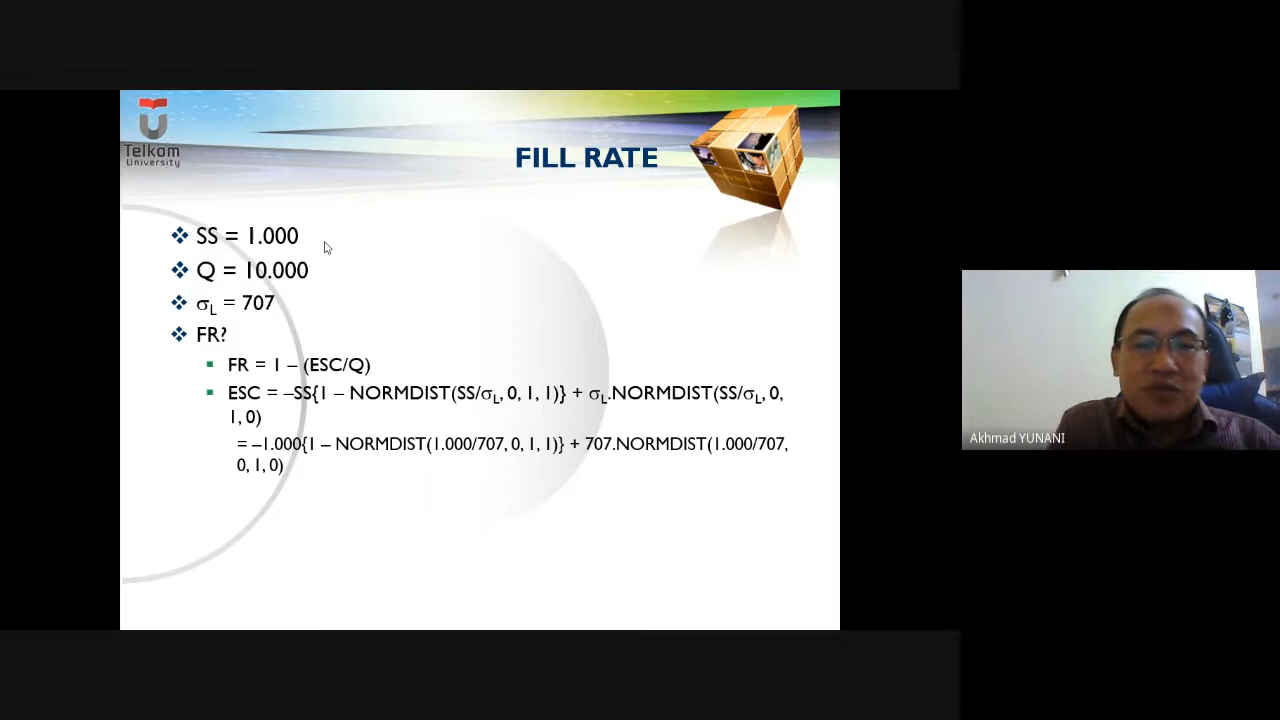 Telkom
University
FILL RATE
SS = 1.000
Q = 10.000
σL = 707
FR?
FR = 1 – (ESC/Q)
ESC = –SS{1 – NORMDIST(SS/σL, 0, 1, 1)} + σL.NORMDIST(SS/σL, 0,
1, 0)
= –1.000{1 – NORMDIST(1.000/707, 0, 1, 1)} + 707.NORMDIST(1.000/707,
0, 1, 0)
Akhmad YUNANI